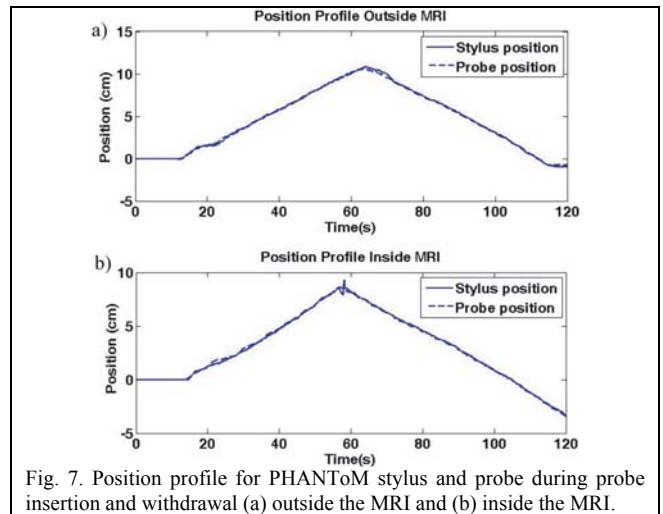 Position Profile Outside MRI
a)
Stylus position
Probe position
Position (cm)
15
10
5
0
-5
0 20 40 60 80 100 120
Time(s)
Position Profile Inside MRI
b)
Stylus position
Probe position
Position (cm)
10
5
0
-5
0 20 40 60 80 100 120
Time(s)
Fig. 7. Position profile for PHANToM stylus and probe during probe
insertion and withdrawal (a) outside the MRI and (b) inside the MRI.